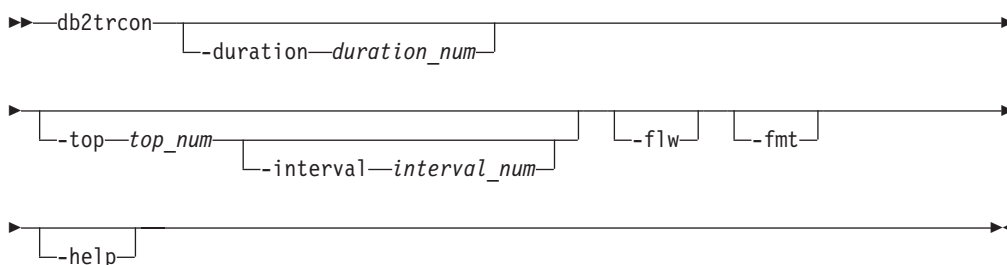 db2trcon
-duration duration_num
-top top_num -flw -fmt
-interval interval_num
-help